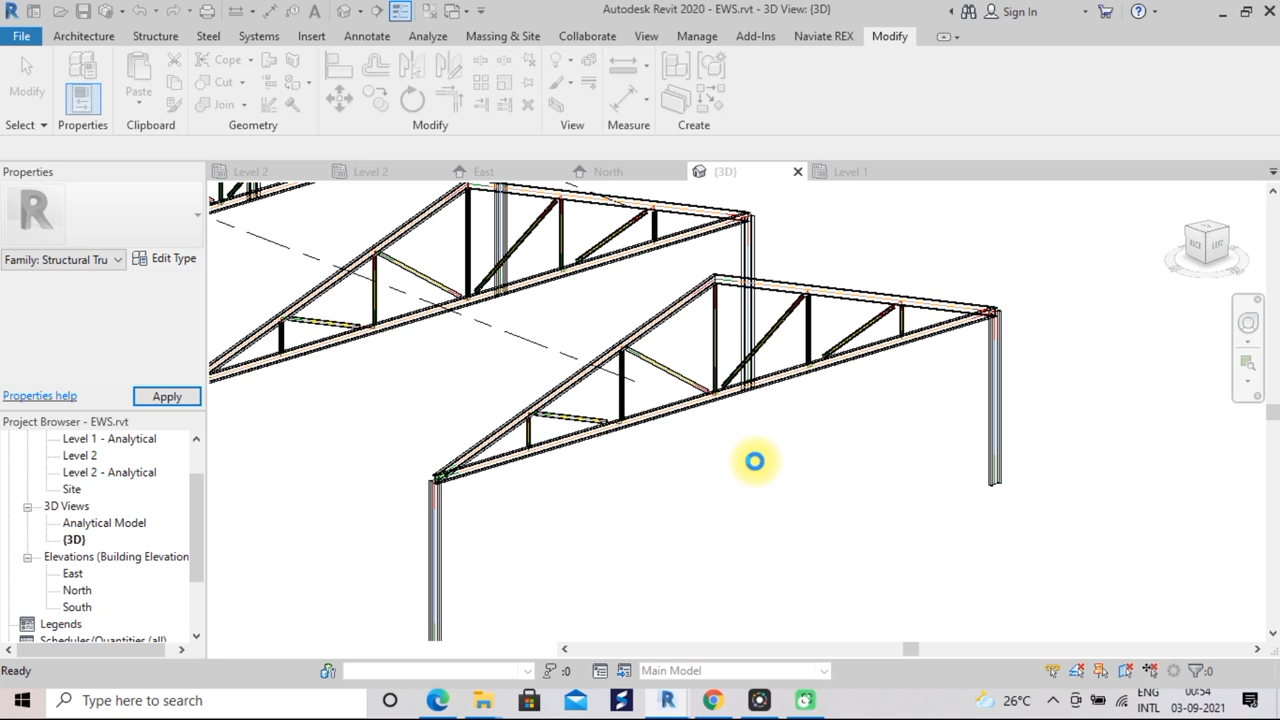 Autodesk Revit 2020 - EWS.rvt - 3D View: {3D}
Sign In
File Architecture Structure Steel Systems Insert Annotate Analyze Massing & Site Collaborate View Manage Add-Ins Naviate REX Modify
Modify
Paste
Cope
Cut
Join
Select Properties Clipboard Geometry Modify View Measure Create
Level 2
Level 2
East
North
{3D}
Level 1
Properties
Family: Structural Tru
Edit Type
Properties help
Apply
Project Browser - EWS.rvt
Level 1 - Analytical
Level 2
Level 2 - Analytical
Site
3D Views
Analytical Model
{3D}
Elevations (Building Elevation
East
North
South
Legends
Schedules/Quantities (all)
BACK LEFT
Ready
:0
Main Model
:0
Type here to search
26°C
ENG
INTL
00:54
03-09-2021